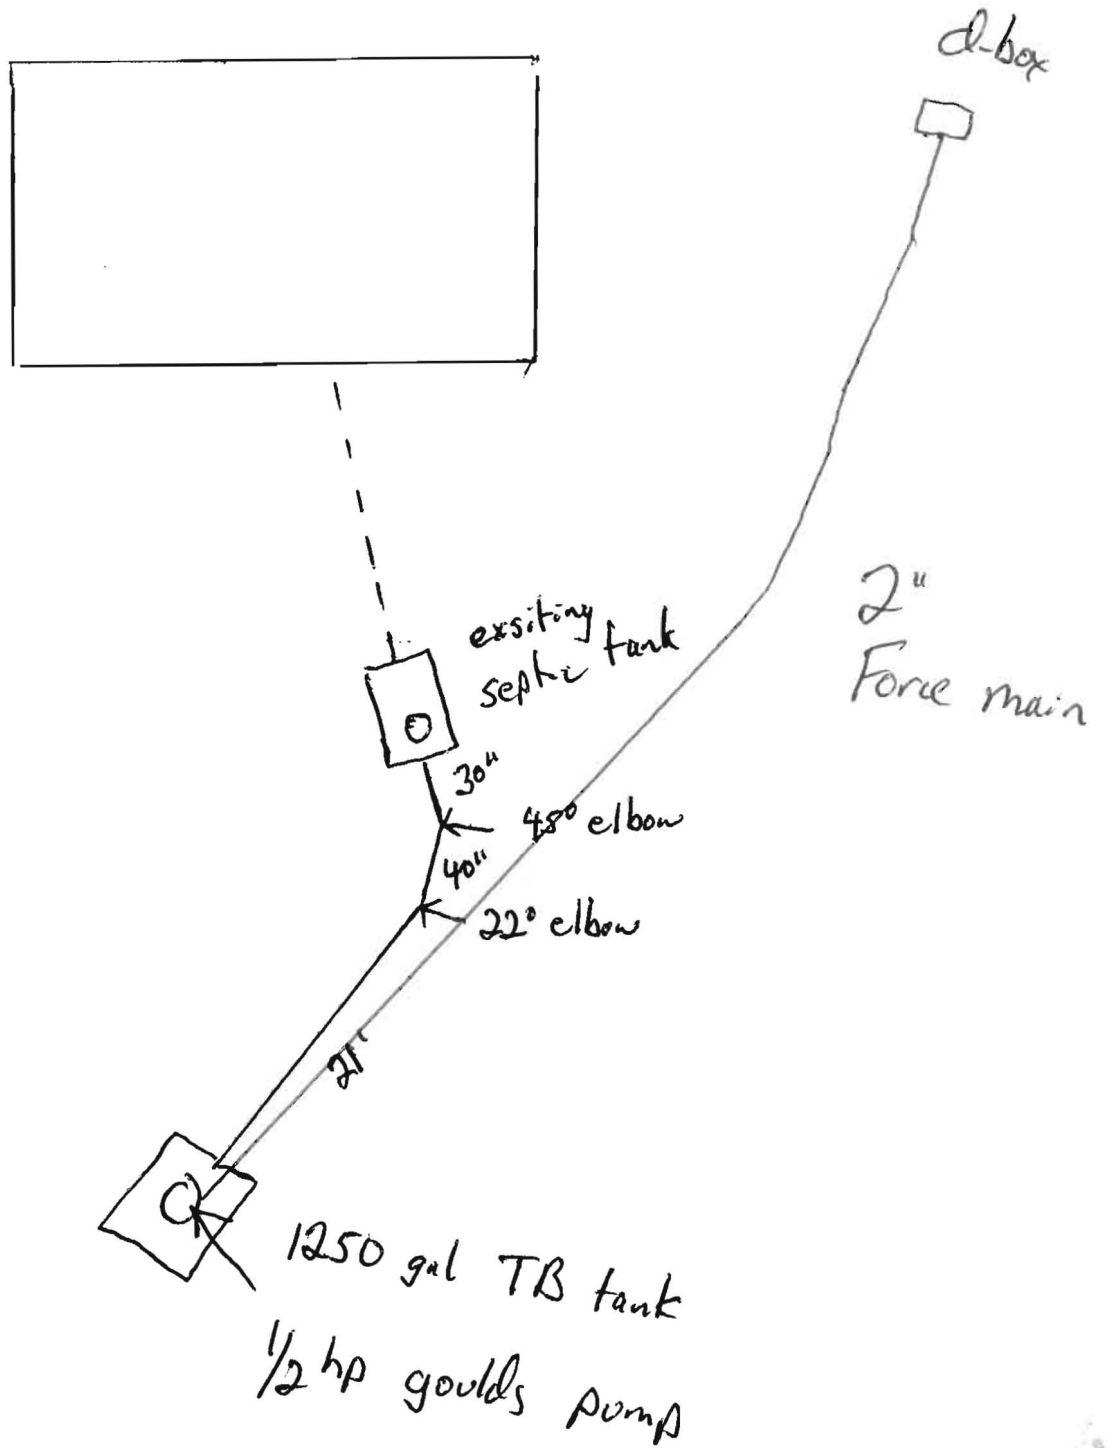 d-box
exsiting
septic tank
30"
45° elbow
40"
22° elbow
2"
Force main
21'
1250 gal TB tank
1/2 hp goulds pump